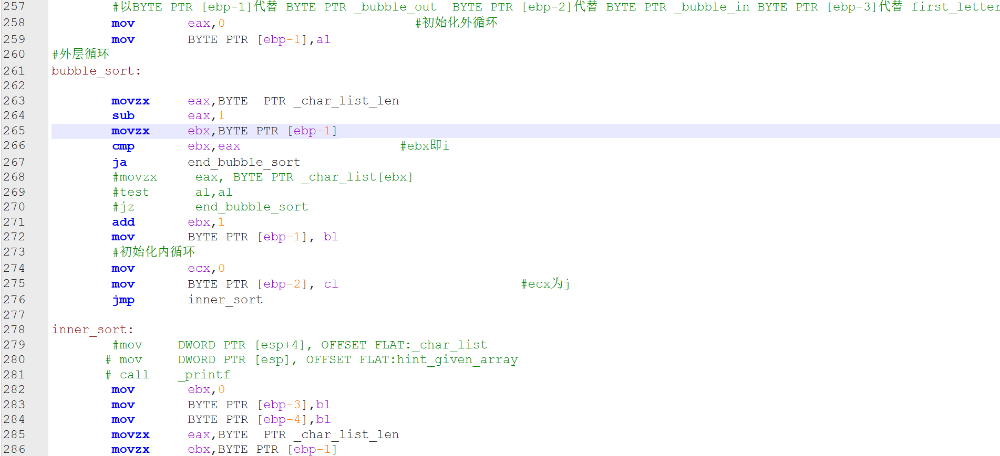 257 #以BYTE PTR [ebp-1]代替 BYTE PTR _bubble_out  BYTE PTR [ebp-2]代替 BYTE PTR _bubble_in BYTE PTR [ebp-3]代替 first_letter
258 mov eax,0 #初始化外循环
259 mov BYTE PTR [ebp-1],al
260 #外层循环
261 bubble_sort:
262
263 movzx eax,BYTE  PTR _char_list_len
264 sub eax,1
265 movzx ebx,BYTE PTR [ebp-1]
266 cmp ebx,eax #ebx即i
267 ja end_bubble_sort
268 #movzx eax, BYTE PTR _char_list[ebx]
269 #test al,al
270 #jz end_bubble_sort
271 add ebx,1
272 mov BYTE PTR [ebp-1], bl
273 #初始化内循环
274 mov ecx,0
275 mov BYTE PTR [ebp-2], cl #ecx为j
276 jmp inner_sort
277
278 inner_sort:
279 #mov DWORD PTR [esp+4], OFFSET FLAT:_char_list
280 # mov DWORD PTR [esp], OFFSET FLAT:hint_given_array
281 # call _printf
282 mov ebx,0
283 mov BYTE PTR [ebp-3],bl
284 mov BYTE PTR [ebp-4],bl
285 movzx eax,BYTE  PTR _char_list_len
286 movzx ebx,BYTE PTR [ebp-1]